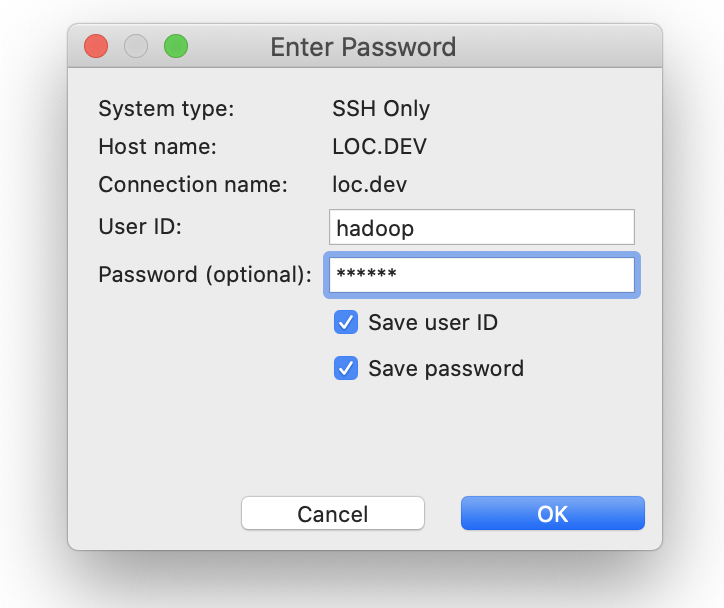 Enter Password
System type: SSH Only
Host name: LOC.DEV
Connection name: loc.dev
User ID: hadoop
Password (optional): ******
Save user ID
Save password
Cancel OK